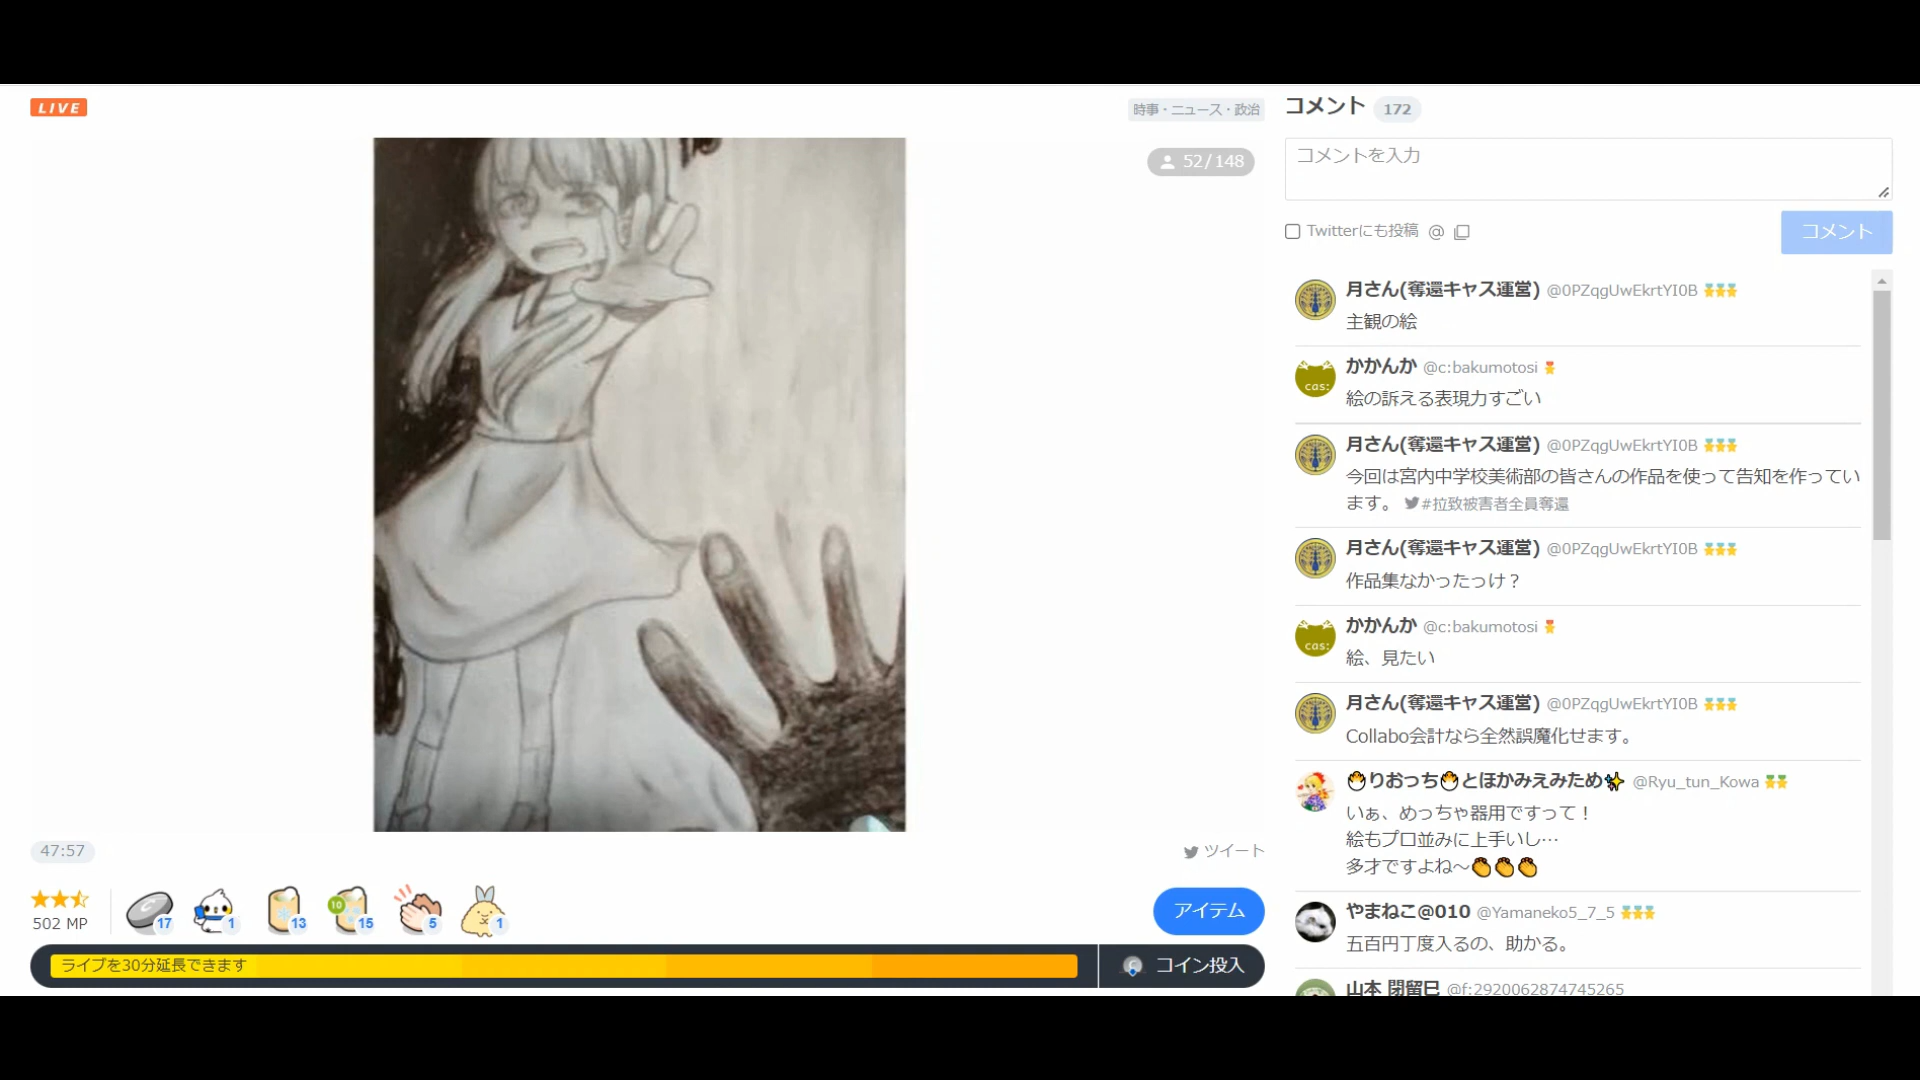 LIVE
時事・ニュース・政治
52/148
47:57
ツイート
502 MP
17
1
13
10
15
5
1
アイテム
ライブを30分延長できます
コイン投入
コメント 172
コメントを入力
Twitterにも投稿 @
コメント
月さん(奪還キャス運営) @0PZqgUwEkrtYI0B
主観の絵
かかんか @c:bakumotosi
cas:
絵の訴える表現力すごい
月さん(奪還キャス運営) @0PZqgUwEkrtYI0B
今回は宮内中学校美術部の皆さんの作品を使って告知を作ってい
ます。 #拉致被害者全員奪還
月さん(奪還キャス運営) @0PZqgUwEkrtYI0B
作品集なかったっけ？
かかんか @c:bakumotosi
cas:
絵、見たい
月さん(奪還キャス運営) @0PZqgUwEkrtYI0B
Collabo会計なら全然誤魔化せます。
🐣りおっち🐣とほかみえみため✨ @Ryu_tun_Kowa
いぁ、めっちゃ器用ですって！
絵もプロ並みに上手いし…
多才ですよね〜👏👏👏
やまねこ@010 @Yamaneko5_7_5
五百円丁度入るの、助かる。
山本 閉留巳 @f:2920062874745265